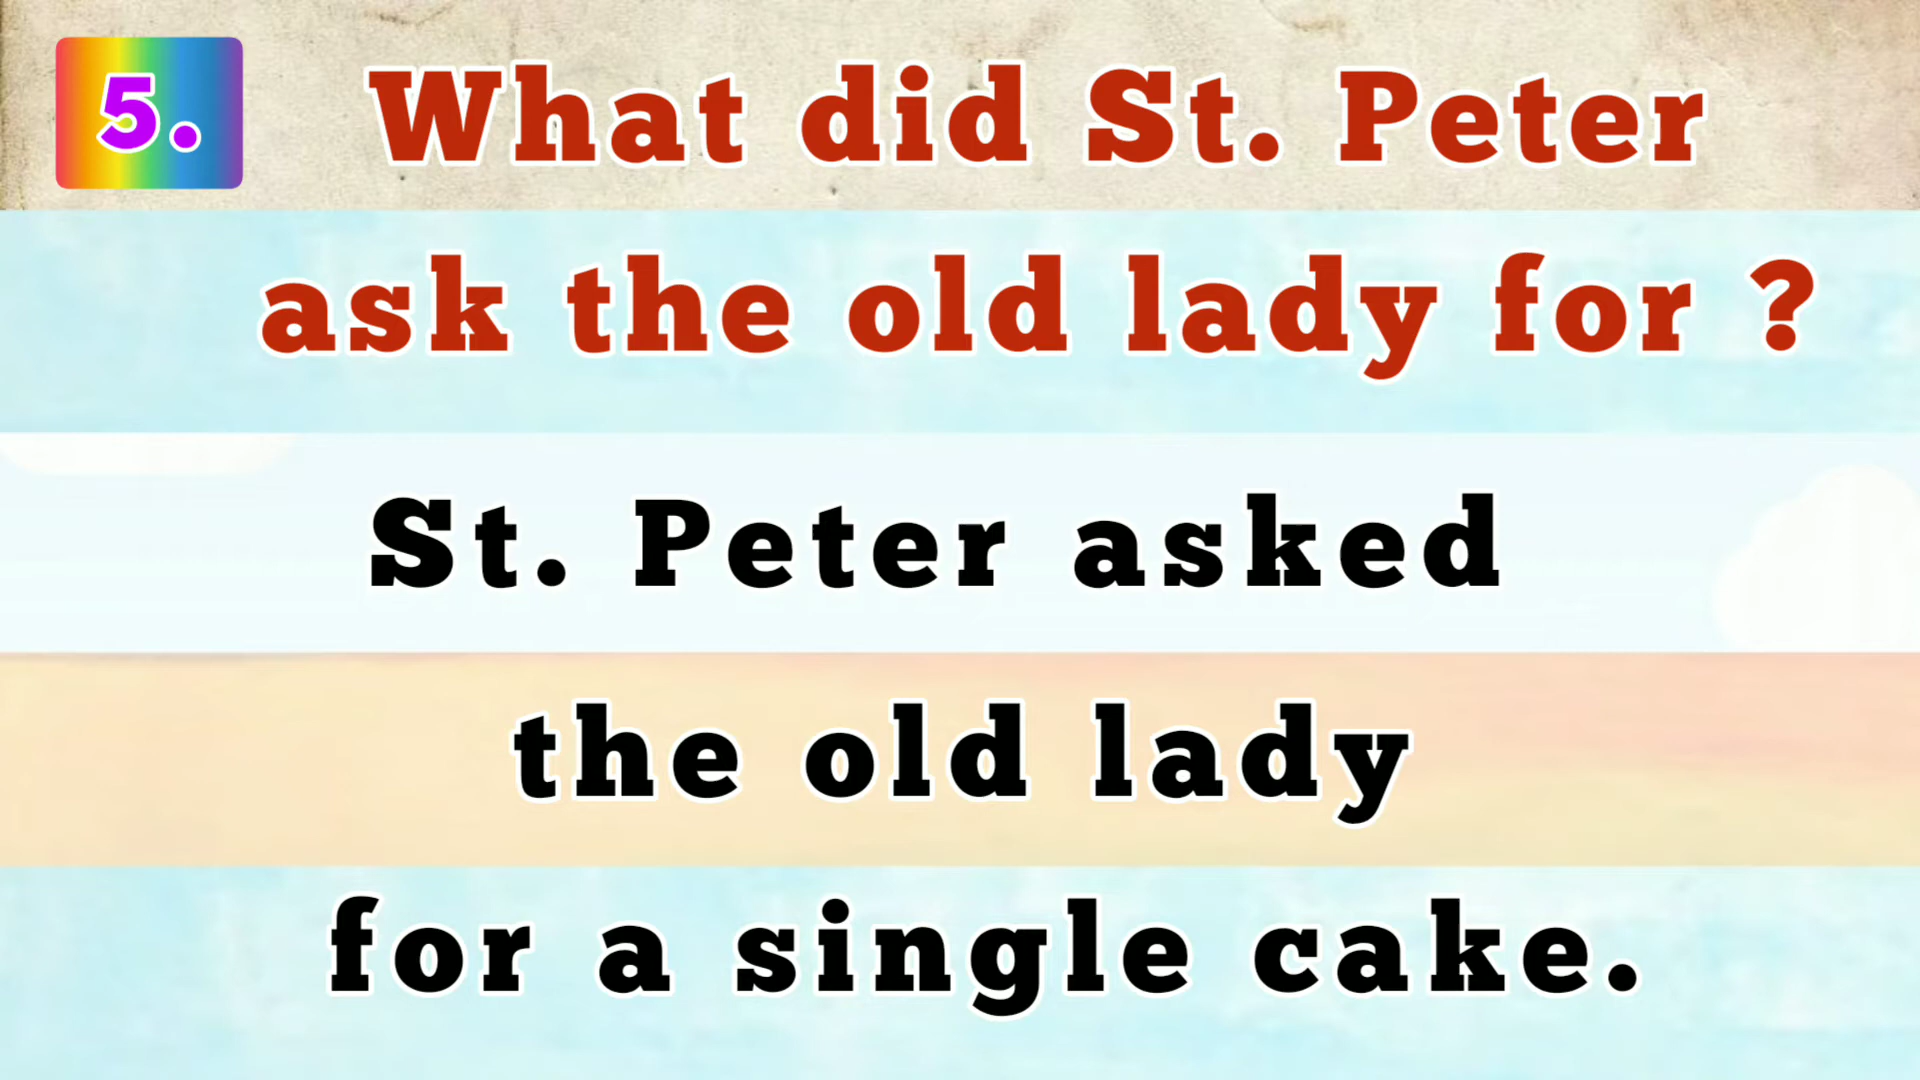 5. What did St. Peter
ask the old lady for ?
St. Peter asked
the old lady
for a single cake.